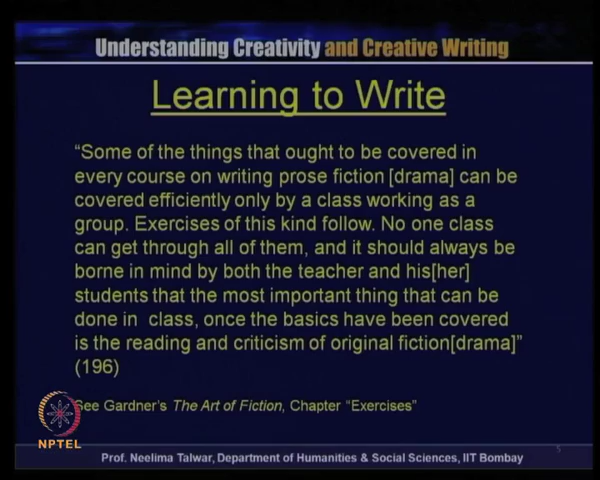 Understanding Creativity and Creative Writing
Learning to Write
“Some of the things that ought to be covered in
every course on writing prose fiction [drama] can be
covered efficiently only by a class working as a
group. Exercises of this kind follow. No one class
can get through all of them, and it should always be
borne in mind by both the teacher and his[her]
students that the most important thing that can be
done in class, once the basics have been covered
is the reading and criticism of original fiction[drama]”
(196)
See Gardner’s The Art of Fiction, Chapter “Exercises”
NPTEL
Prof. Neelima Talwar, Department of Humanities & Social Sciences, IIT Bombay
5